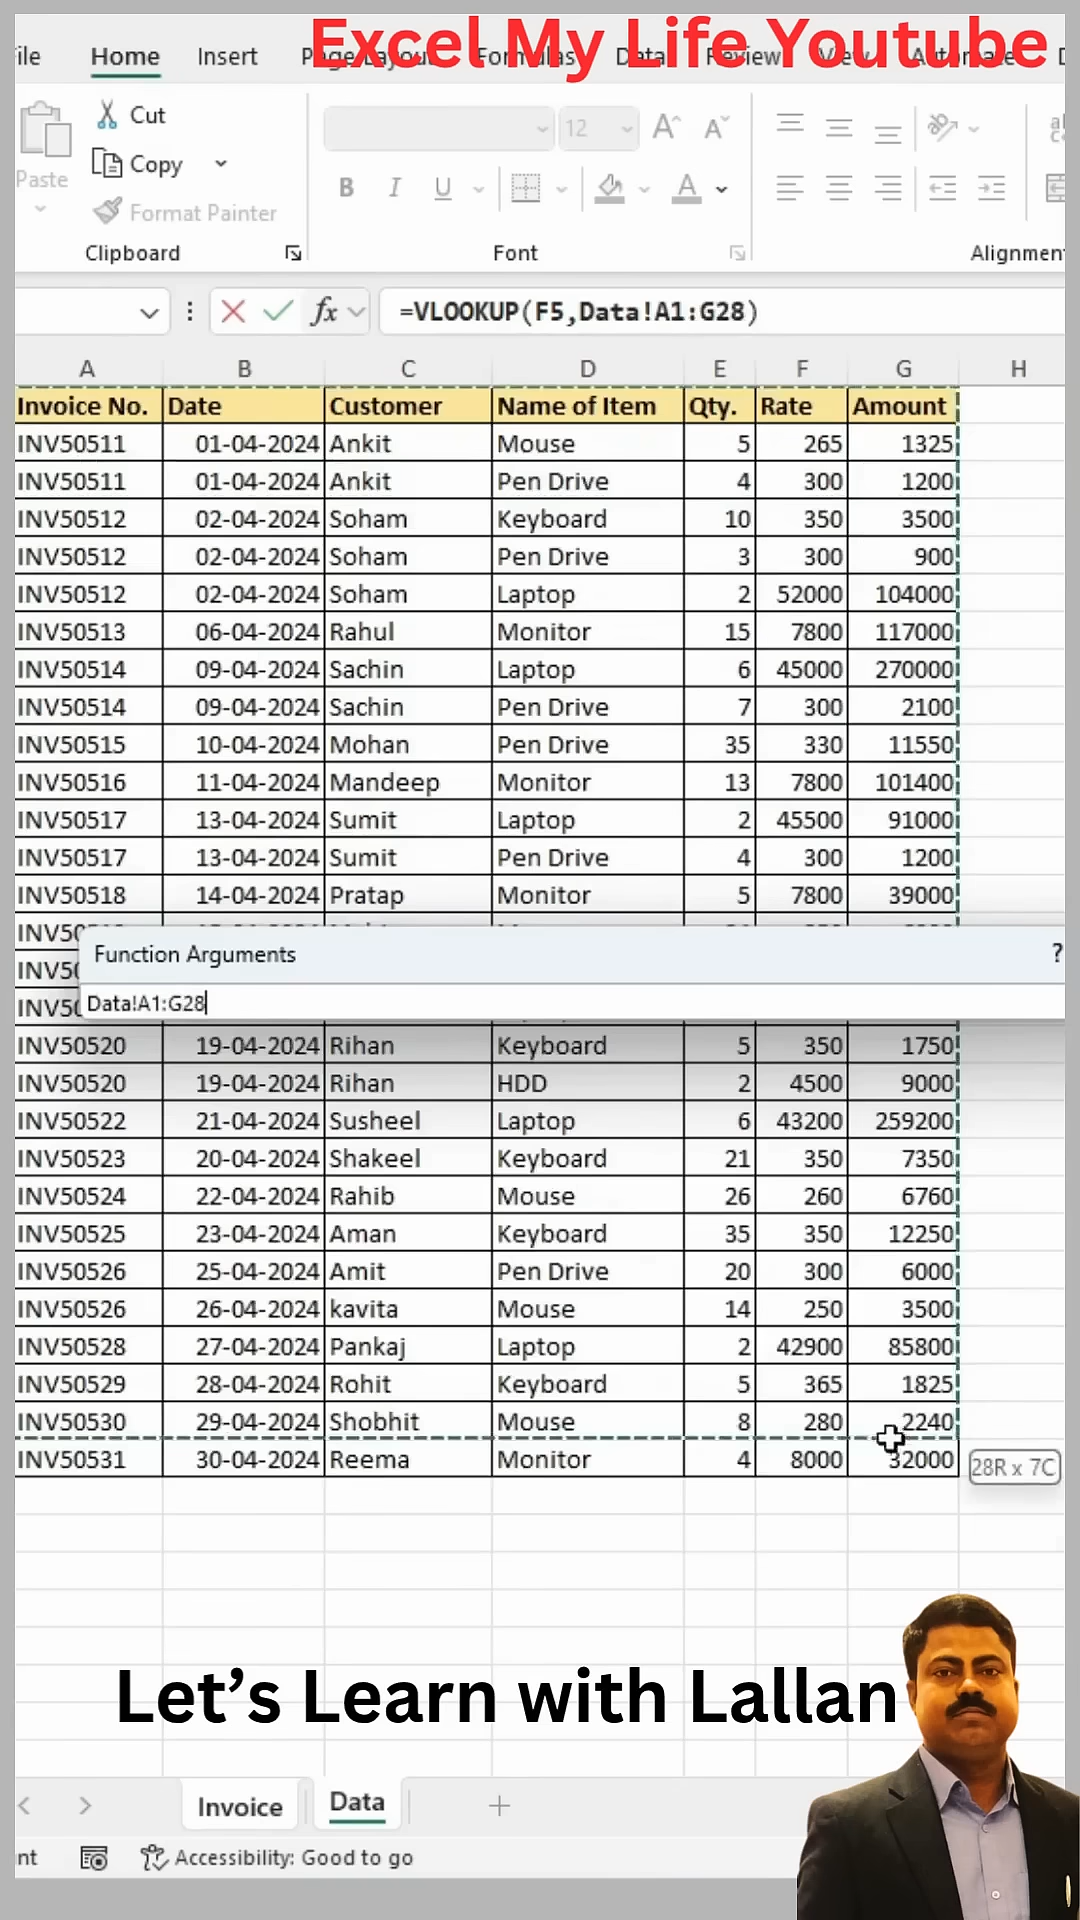 Excel My Life Youtube
ile Home Insert Page Layout Formulas Data Review View Automate
Cut
Copy
Paste
Format Painter
12
Clipboard Font Alignmen
=VLOOKUP(F5,Data!A1:G28)
A B C D E F G H
Invoice No. Date Customer Name of Item Qty. Rate Amount
INV50511 01-04-2024 Ankit Mouse 5 265 1325
INV50511 01-04-2024 Ankit Pen Drive 4 300 1200
INV50512 02-04-2024 Soham Keyboard 10 350 3500
INV50512 02-04-2024 Soham Pen Drive 3 300 900
INV50512 02-04-2024 Soham Laptop 2 52000 104000
INV50513 06-04-2024 Rahul Monitor 15 7800 117000
INV50514 09-04-2024 Sachin Laptop 6 45000 270000
INV50514 09-04-2024 Sachin Pen Drive 7 300 2100
INV50515 10-04-2024 Mohan Pen Drive 35 330 11550
INV50516 11-04-2024 Mandeep Monitor 13 7800 101400
INV50517 13-04-2024 Sumit Laptop 2 45500 91000
INV50517 13-04-2024 Sumit Pen Drive 4 300 1200
INV50518 14-04-2024 Pratap Monitor 5 7800 39000
INV50
Function Arguments ?
INV50
Data!A1:G28
INV50
INV50520 19-04-2024 Rihan Keyboard 5 350 1750
INV50520 19-04-2024 Rihan HDD 2 4500 9000
INV50522 21-04-2024 Susheel Laptop 6 43200 259200
INV50523 20-04-2024 Shakeel Keyboard 21 350 7350
INV50524 22-04-2024 Rahib Mouse 26 260 6760
INV50525 23-04-2024 Aman Keyboard 35 350 12250
INV50526 25-04-2024 Amit Pen Drive 20 300 6000
INV50526 26-04-2024 kavita Mouse 14 250 3500
INV50528 27-04-2024 Pankaj Laptop 2 42900 85800
INV50529 28-04-2024 Rohit Keyboard 5 365 1825
INV50530 29-04-2024 Shobhit Mouse 8 280 2240
INV50531 30-04-2024 Reema Monitor 4 8000 32000
28R x 7C
Let's Learn with Lallan
Invoice Data
nt Accessibility: Good to go